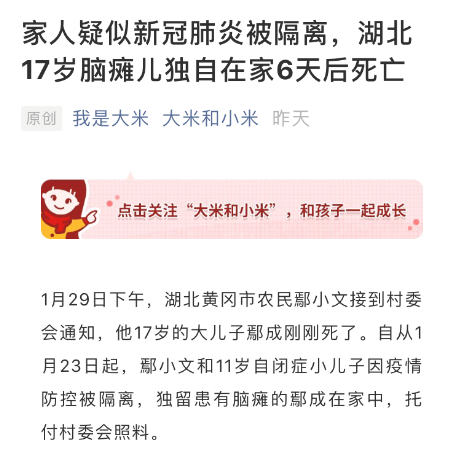 家人疑似新冠肺炎被隔离，湖北
17岁脑瘫儿独自在家6天后死亡
原创 我是大米 大米和小米 昨天
点击关注“大米和小米”，和孩子一起成长
1月29日下午，湖北黄冈市农民鄢小文接到村委
会通知，他17岁的大儿子鄢成刚刚死了。自从1
月23日起，鄢小文和11岁自闭症小儿子因疫情
防控被隔离，独留患有脑瘫的鄢成在家中，托
付村委会照料。